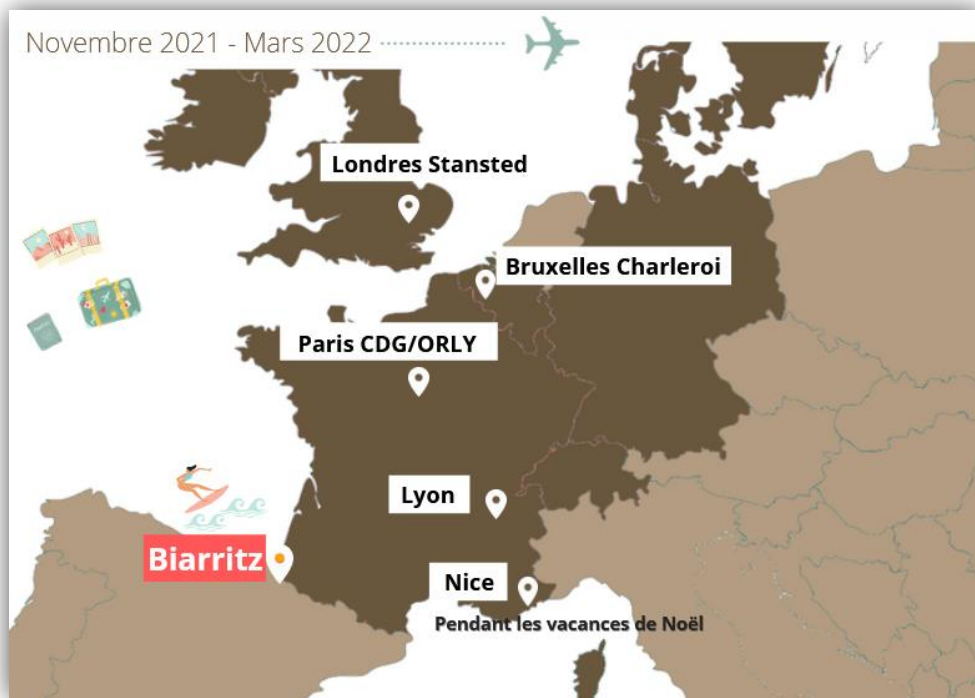 Novembre 2021 - Mars 2022
Londres Stansted
Bruxelles Charleroi
Paris CDG/ORLY
Lyon
Biarritz
Nice
Pendant les vacances de Noël